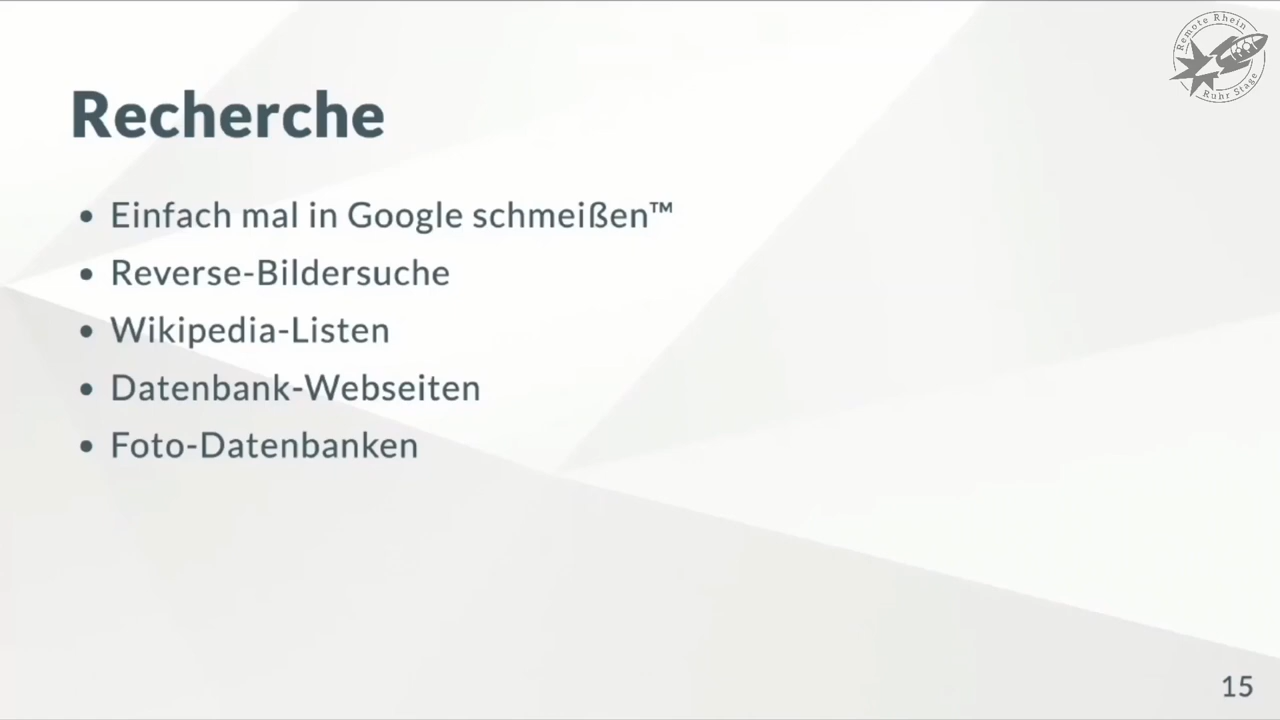 Remote Rhein
Ruhr Stage
Recherche
• Einfach mal in Google schmeißen™
• Reverse-Bildersuche
• Wikipedia-Listen
• Datenbank-Webseiten
• Foto-Datenbanken
15